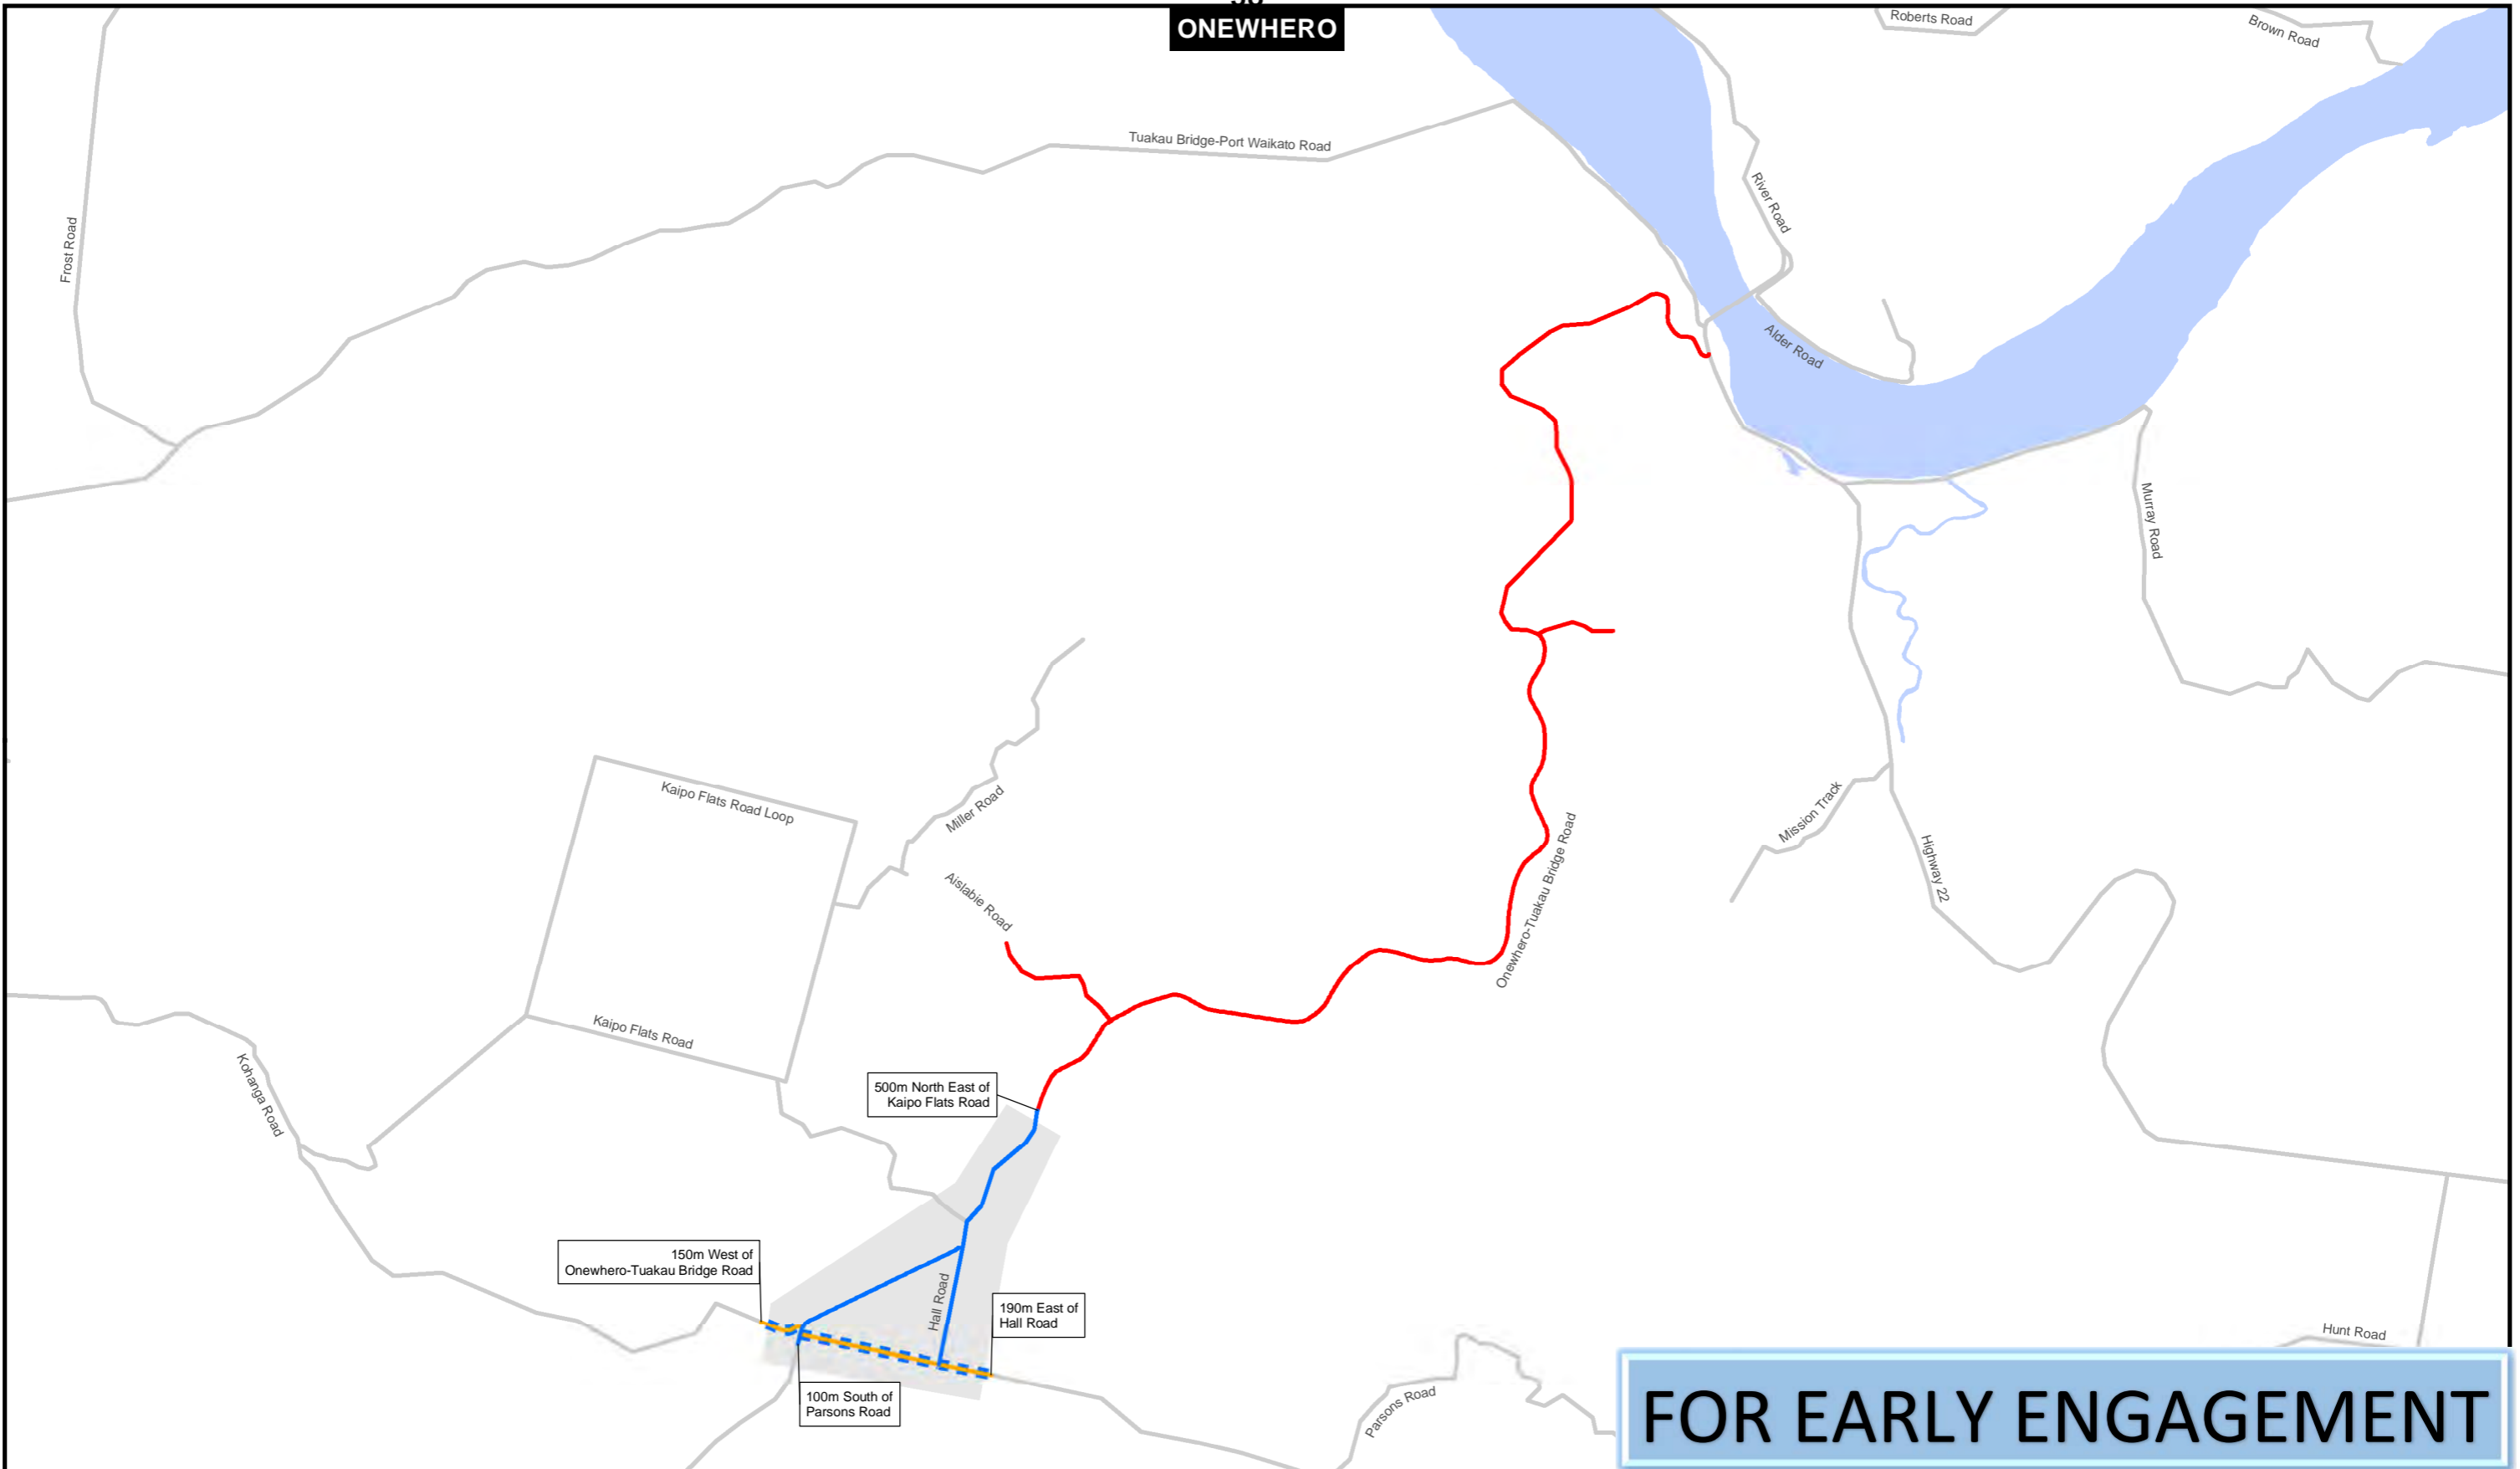 ONEWHERO
Roberts Road
Brown Road
Tuakau Bridge-Port Waikato Road
River Road
Frost Road
Alder Road
Murray Road
Kaipo Flats Road Loop
Miller Road
Mission Track
Highway 22
Aislabie Road
Onewhero-Tuakau Bridge Road
Kaipo Flats Road
Kohanga Road
500m North East of
Kaipo Flats Road
150m West of
Onewhero-Tuakau Bridge Road
Hall Road
190m East of
Hall Road
Hunt Road
100m South of
Parsons Road
Parsons Road
FOR EARLY ENGAGEMENT